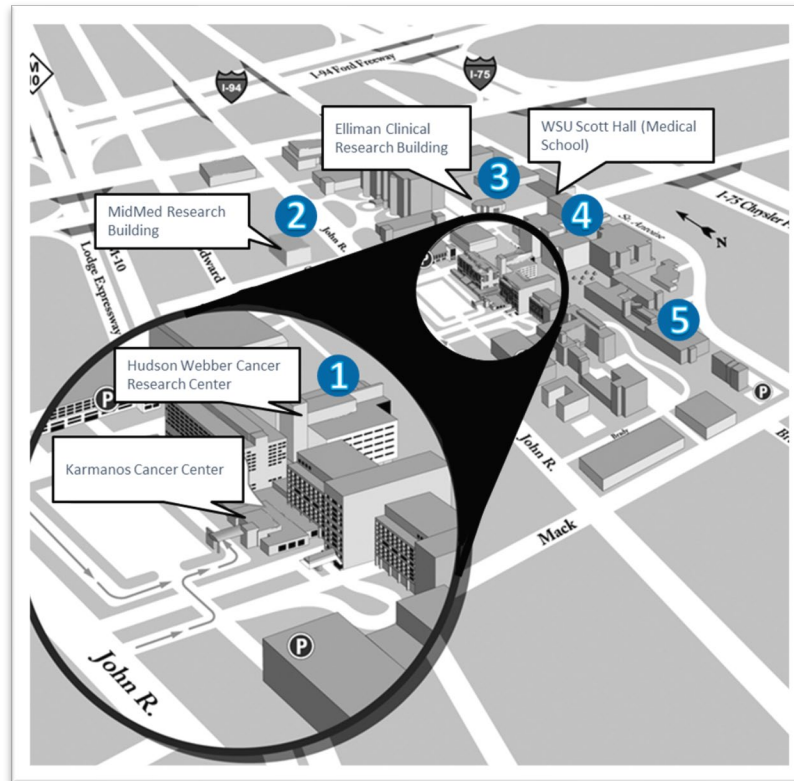 M
10
I-94
I-94 Ford Freeway
I-75
Elliman Clinical
Research Building
WSU Scott Hall (Medical
School)
3
MidMed Research
Building
2
John R.
4
St. Antoine
I-75 Chrysler
N
Lodge Expressway
M-10
P
5
Hudson Webber Cancer
Research Center
1
P
P
Karmanos Cancer Center
John R.
Brady
Mack
P
John R.